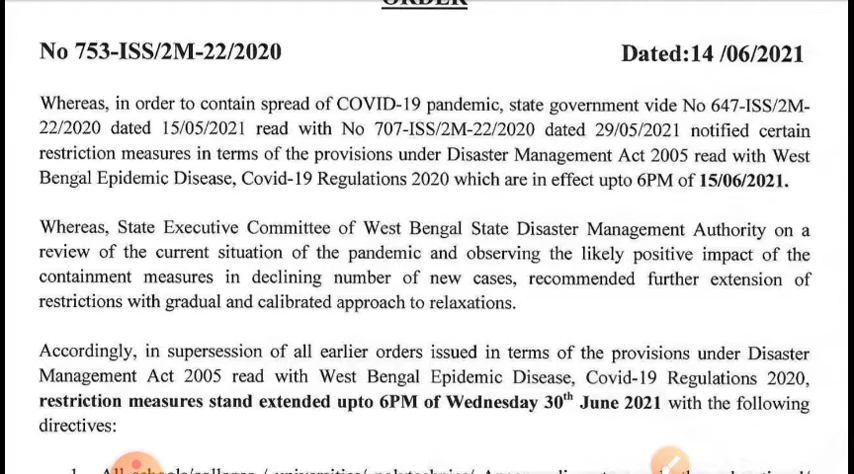 ORDER
No 753-ISS/2M-22/2020 Dated:14 /06/2021
Whereas, in order to contain spread of COVID-19 pandemic, state government vide No 647-ISS/2M-
22/2020 dated 15/05/2021 read with No 707-ISS/2M-22/2020 dated 29/05/2021 notified certain
restriction measures in terms of the provisions under Disaster Management Act 2005 read with West
Bengal Epidemic Disease, Covid-19 Regulations 2020 which are in effect upto 6PM of 15/06/2021.
Whereas, State Executive Committee of West Bengal State Disaster Management Authority on a
review of the current situation of the pandemic and observing the likely positive impact of the
containment measures in declining number of new cases, recommended further extension of
restrictions with gradual and calibrated approach to relaxations.
Accordingly, in supersession of all earlier orders issued in terms of the provisions under Disaster
Management Act 2005 read with West Bengal Epidemic Disease, Covid-19 Regulations 2020,
restriction measures stand extended upto 6PM of Wednesday 30th June 2021 with the following
directives: